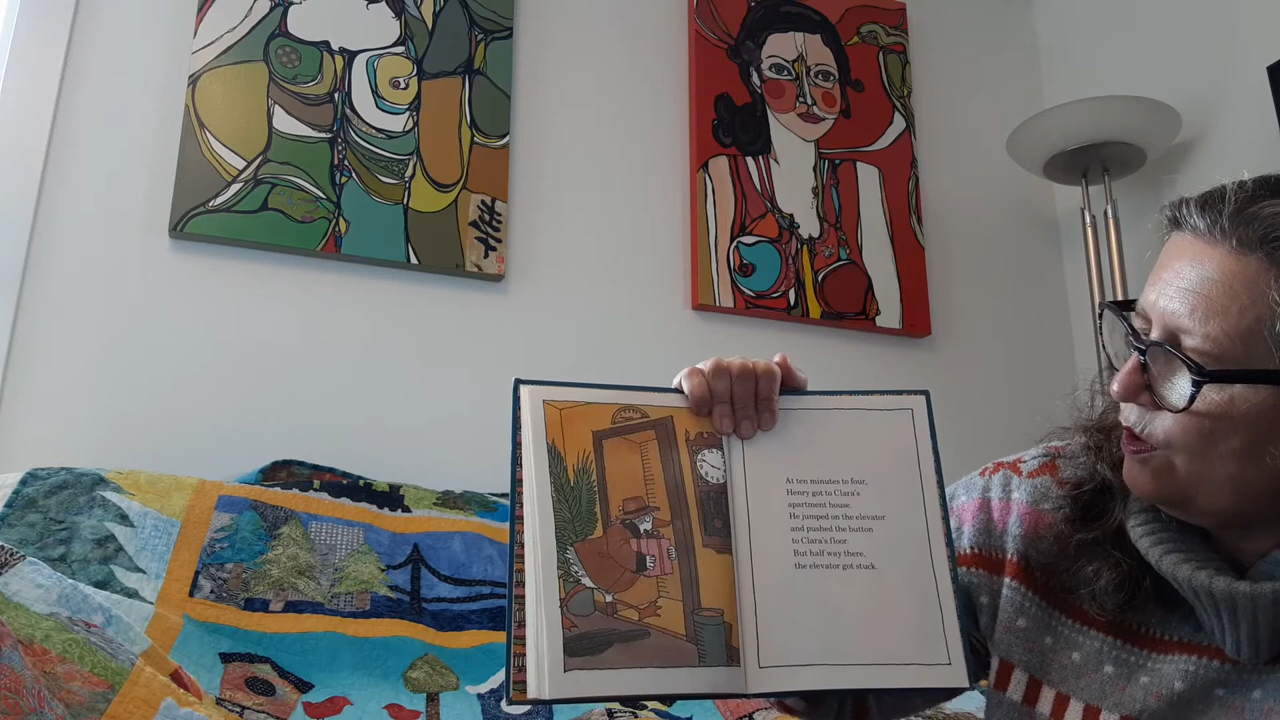 At ten minutes to four,
Henry got to Clara's
apartment house.
He jumped on the elevator
and pushed the button
to Clara's floor.
But half way there,
the elevator got stuck.